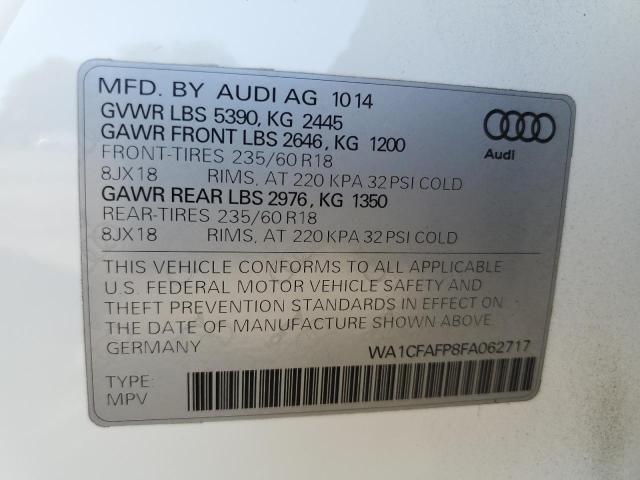 MFD. BY AUDI AG 1014
GVWR LBS 5390, KG 2445
GAWR FRONT LBS 2646, KG 1200
FRONT-TIRES 235/60 R18
8JX18 RIMS, AT 220 KPA 32 PSI COLD
GAWR REAR LBS 2976, KG 1350
REAR-TIRES 235/60 R18
8JX18 RIMS, AT 220 KPA 32 PSI COLD
Audi
THIS VEHICLE CONFORMS TO ALL APPLICABLE
U.S. FEDERAL MOTOR VEHICLE SAFETY AND
THEFT PREVENTION STANDARDS IN EFFECT ON
THE DATE OF MANUFACTURE SHOWN ABOVE.
GERMANY WA1CFAFP8FA062717
TYPE:
MPV